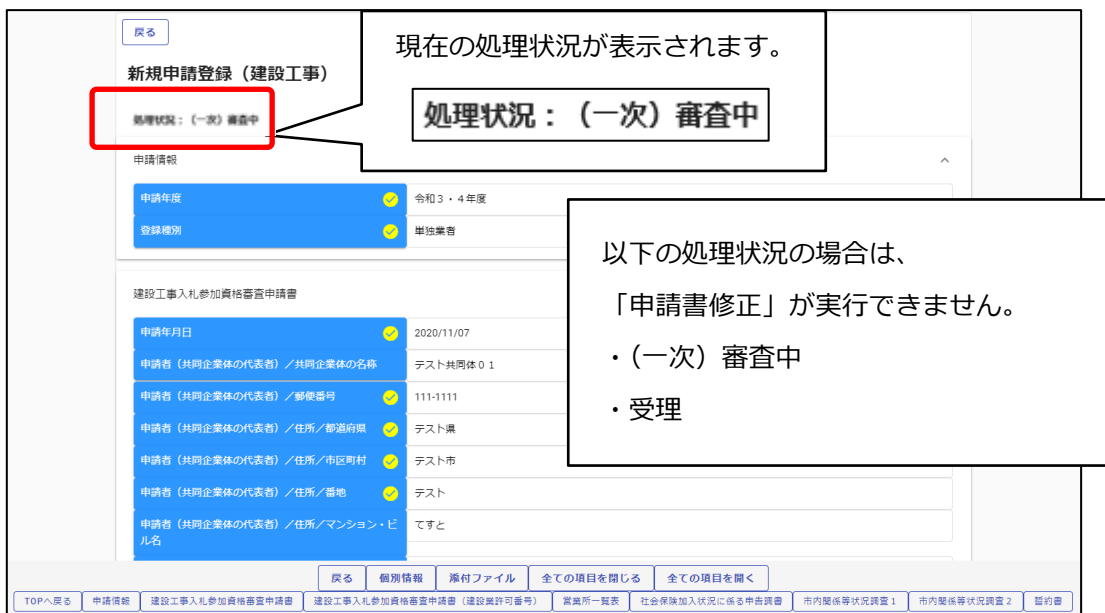 戻る
現在の処理状況が表示されます。
新規申請登録（建設工事）
処理状況：（一次）審査中
処理状況：（一次）審査中
申請情報
申請年度 令和３・４年度
登録種別 単独業者
以下の処理状況の場合は、
「申請書修正」が実行できません。
・（一次）審査中
・受理
建設工事入札参加資格審査申請書
申請年月日 2020/11/07
申請者（共同企業体の代表者）／共同企業体の名称 テスト共同体０１
申請者（共同企業体の代表者）／郵便番号 111-1111
申請者（共同企業体の代表者）／住所／都道府県 テスト県
申請者（共同企業体の代表者）／住所／市区町村 テスト市
申請者（共同企業体の代表者）／住所／番地 テスト
申請者（共同企業体の代表者）／住所／マンション・ビ てすと
ル名
戻る 個別情報 添付ファイル 全ての項目を閉じる 全ての項目を開く
TOPへ戻る 申請情報 建設工事入札参加資格審査申請書 建設工事入札参加資格審査申請書（建設業許可番号） 営業所一覧表 社会保険加入状況に係る申告調書 市内関係等状況調査１ 市内関係等状況調査２ 誓約書